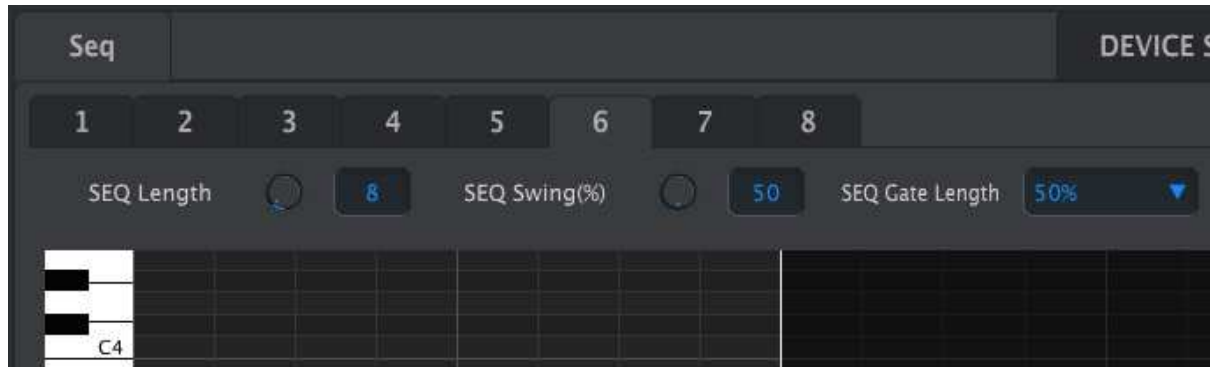 Seq DEVICE S
1 2 3 4 5 6 7 8
SEQ Length 8 SEQ Swing(%) 50 SEQ Gate Length 50%
C4